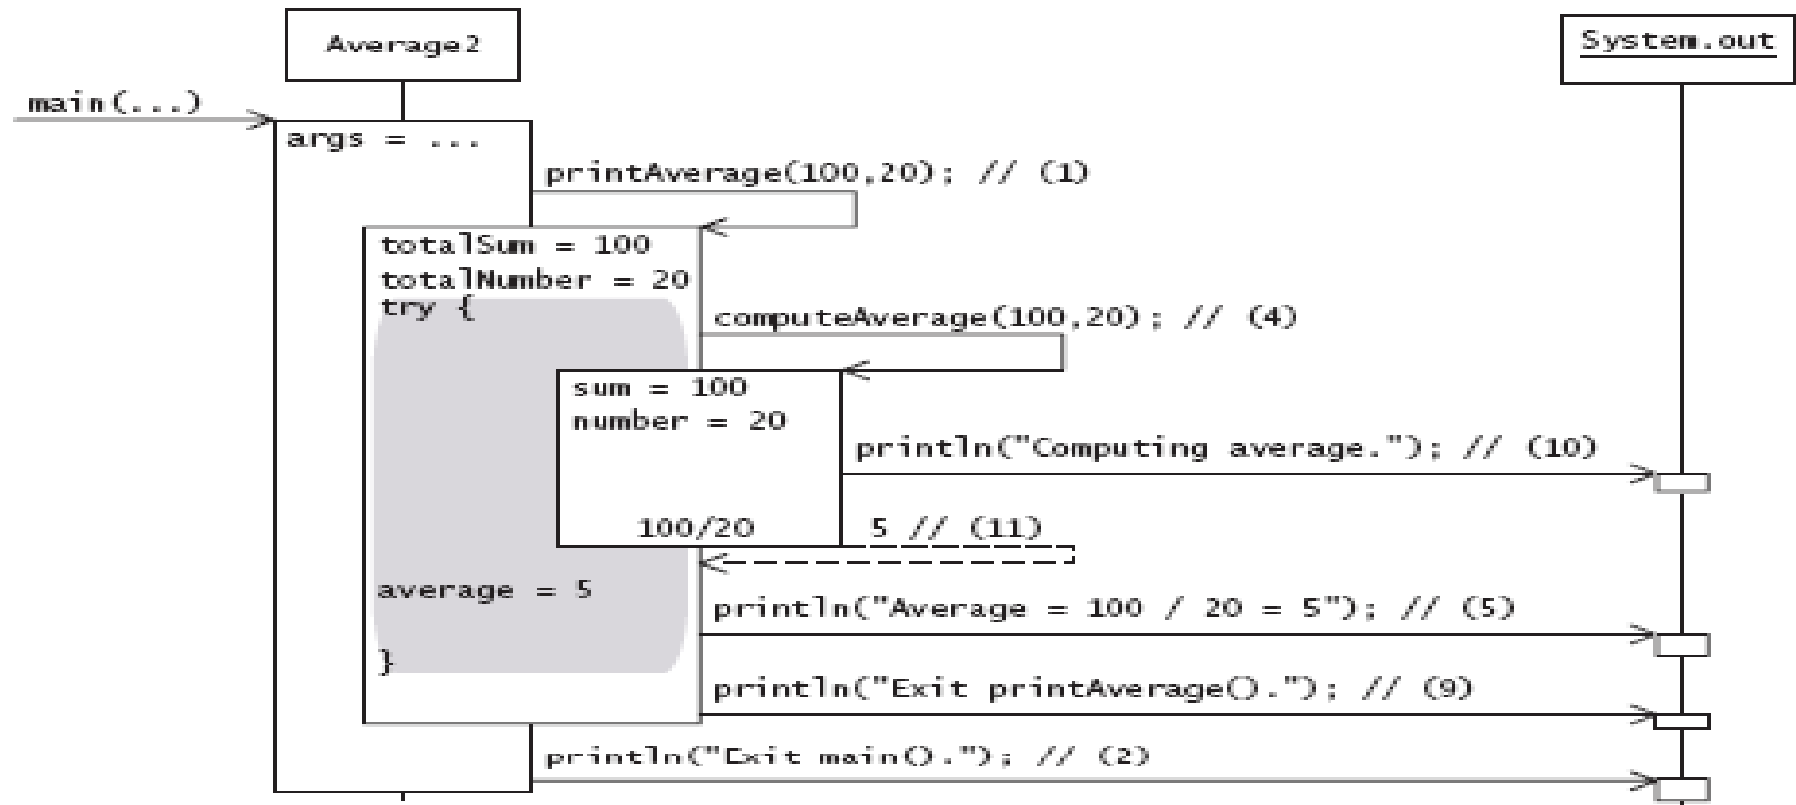 Average2
System.out
main(...)
args = ...
printAverage(100,20); // (1)
totalSum = 100
totalNumber = 20
try {
computeAverage(100,20); // (4)
sum = 100
number = 20
println("Computing average."); // (10)
100/20
5 // (11)
average = 5
println("Average = 100 / 20 = 5"); // (5)
}
println("Exit printAverage()."); // (9)
println("Exit main()."); // (2)